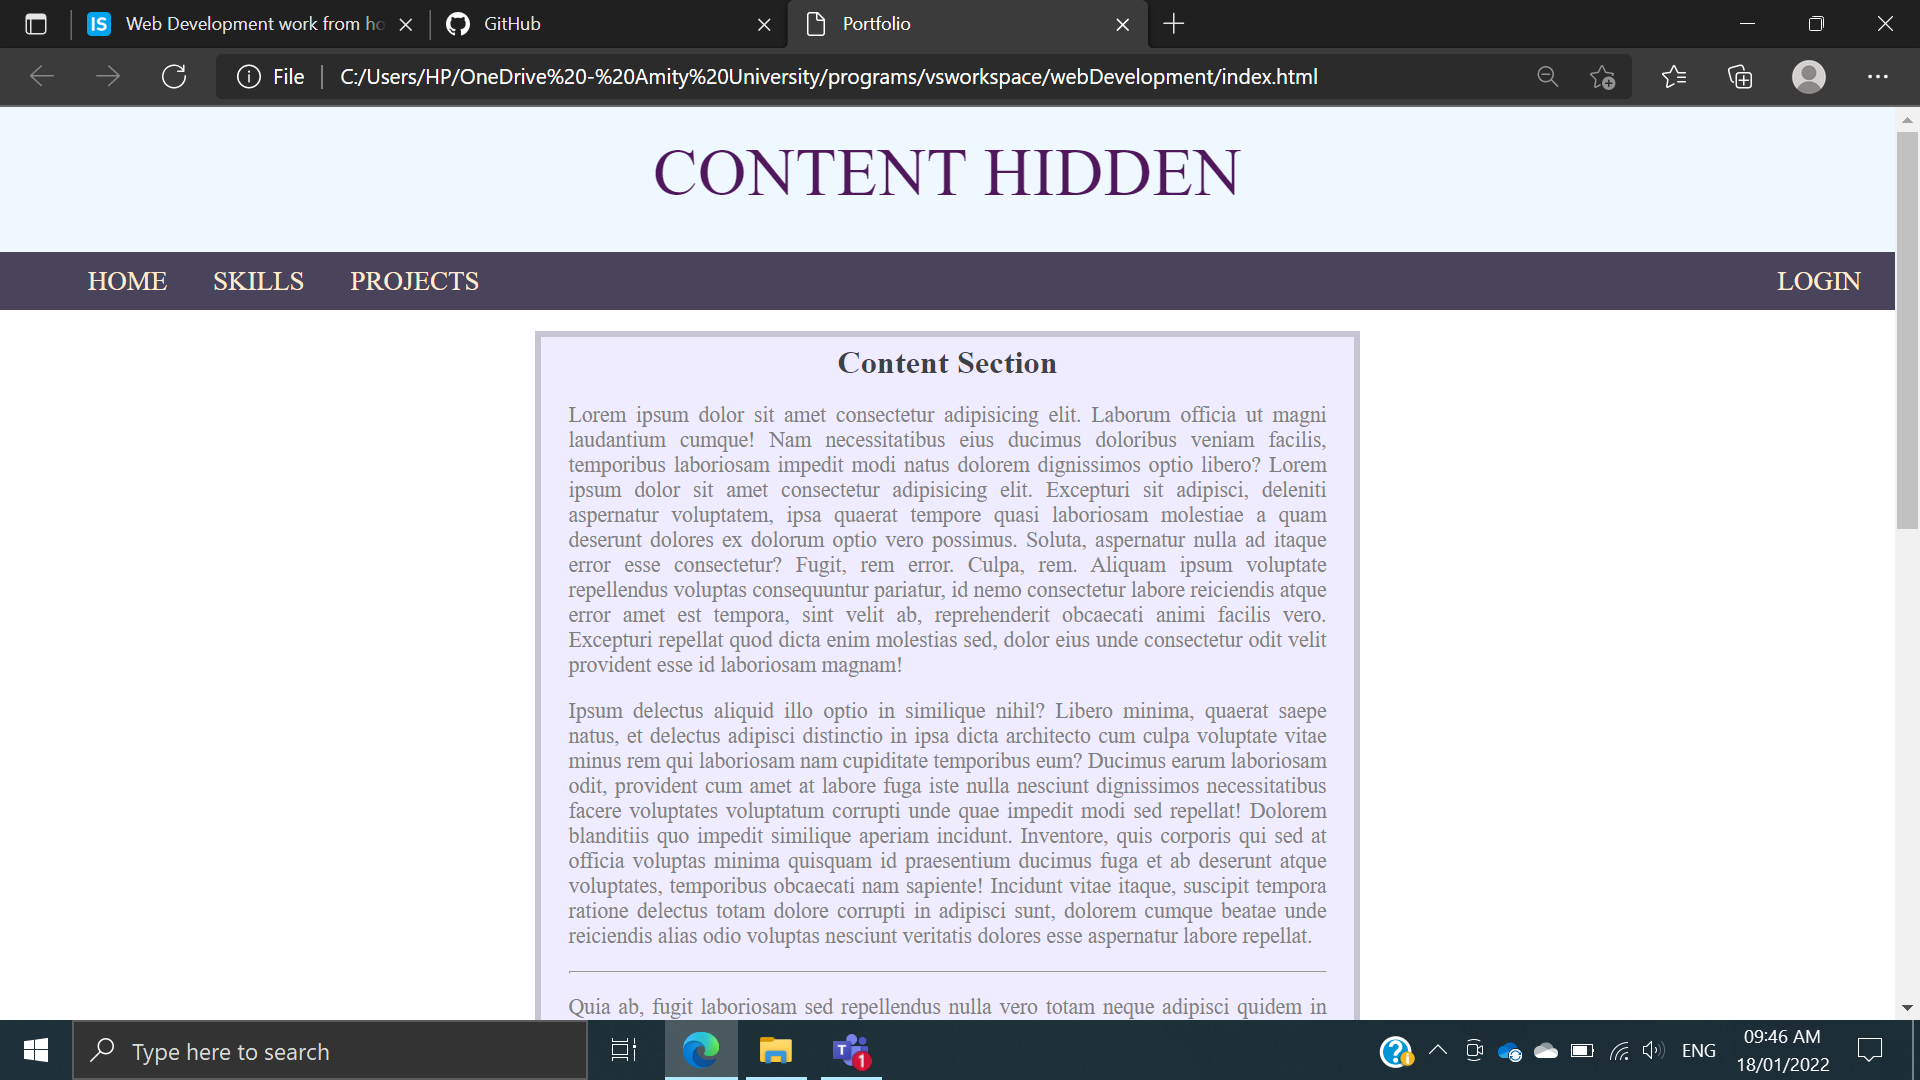 Web Development work from ho
GitHub
Portfolio
File
C:/Users/HP/OneDrive%20-%20Amity%20University/programs/vsworkspace/webDevelopment/index.html
CONTENT HIDDEN
HOME SKILLS PROJECTS LOGIN
Content Section
Lorem ipsum dolor sit amet consectetur adipisicing elit. Laborum officia ut magni
laudantium cumque! Nam necessitatibus eius ducimus doloribus veniam facilis,
temporibus laboriosam impedit modi natus dolorem dignissimos optio libero? Lorem
ipsum dolor sit amet consectetur adipisicing elit. Excepturi sit adipisci, deleniti
aspernatur voluptatem, ipsa quaerat tempore quasi laboriosam molestiae a quam
deserunt dolores ex dolorum optio vero possimus. Soluta, aspernatur nulla ad itaque
error esse consectetur? Fugit, rem error. Culpa, rem. Aliquam ipsum voluptate
repellendus voluptas consequuntur pariatur, id nemo consectetur labore reiciendis atque
error amet est tempora, sint velit ab, reprehenderit obcaecati animi facilis vero.
Excepturi repellat quod dicta enim molestias sed, dolor eius unde consectetur odit velit
provident esse id laboriosam magnam!
Ipsum delectus aliquid illo optio in similique nihil? Libero minima, quaerat saepe
natus, et delectus adipisci distinctio in ipsa dicta architecto cum culpa voluptate vitae
minus rem qui laboriosam nam cupiditate temporibus eum? Ducimus earum laboriosam
odit, provident cum amet at labore fuga iste nulla nesciunt dignissimos necessitatibus
facere voluptates voluptatum corrupti unde quae impedit modi sed repellat! Dolorem
blanditiis quo impedit similique aperiam incidunt. Inventore, quis corporis qui sed at
officia voluptas minima quisquam id praesentium ducimus fuga et ab deserunt atque
voluptates, temporibus obcaecati nam sapiente! Incidunt vitae itaque, suscipit tempora
ratione delectus totam dolore corrupti in adipisci sunt, dolorem cumque beatae unde
reiciendis alias odio voluptas nesciunt veritatis dolores esse aspernatur labore repellat.
Quia ab, fugit laboriosam sed repellendus nulla vero totam neque adipisci quidem in
Type here to search
ENG
09:46 AM
18/01/2022